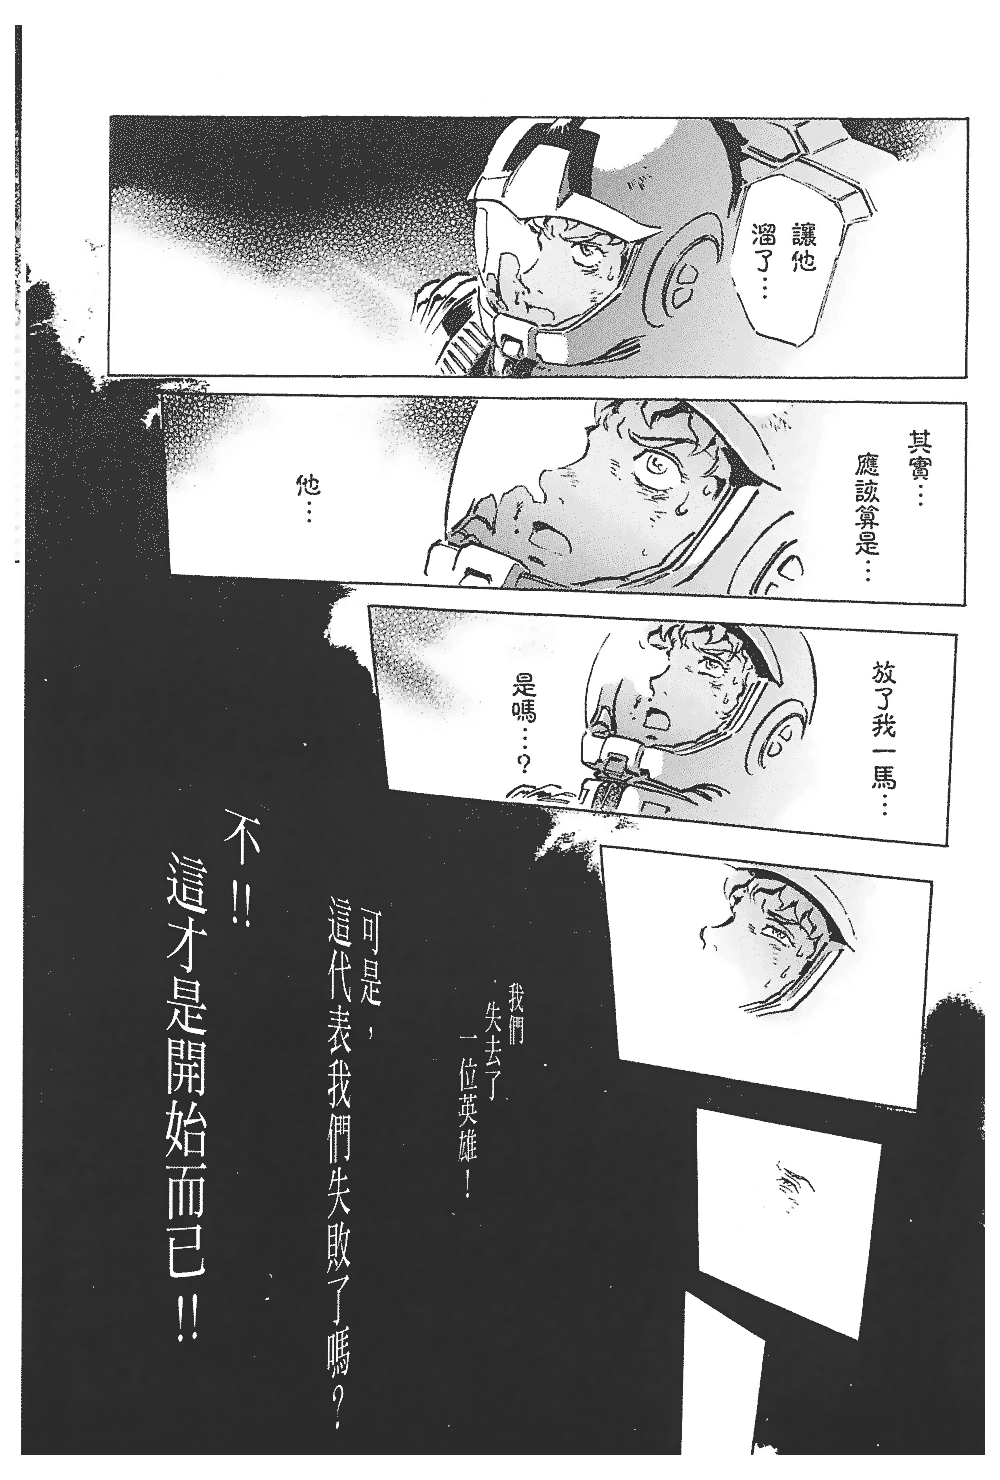 讓他
溜了…
其實…
應該算是…
他…
放了我一馬…
是嗎…?
我們
失去了
一位英雄!
可是,
這代表我們失敗了嗎?
不!!
這才是開始而已!!